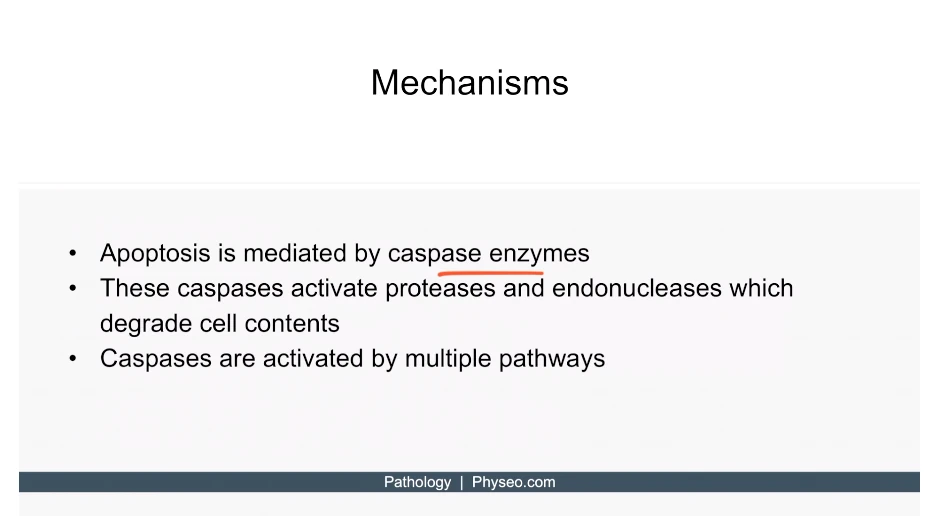 Mechanisms
• Apoptosis is mediated by caspase enzymes
• These caspases activate proteases and endonucleases which
degrade cell contents
• Caspases are activated by multiple pathways
Pathology | Physeo.com